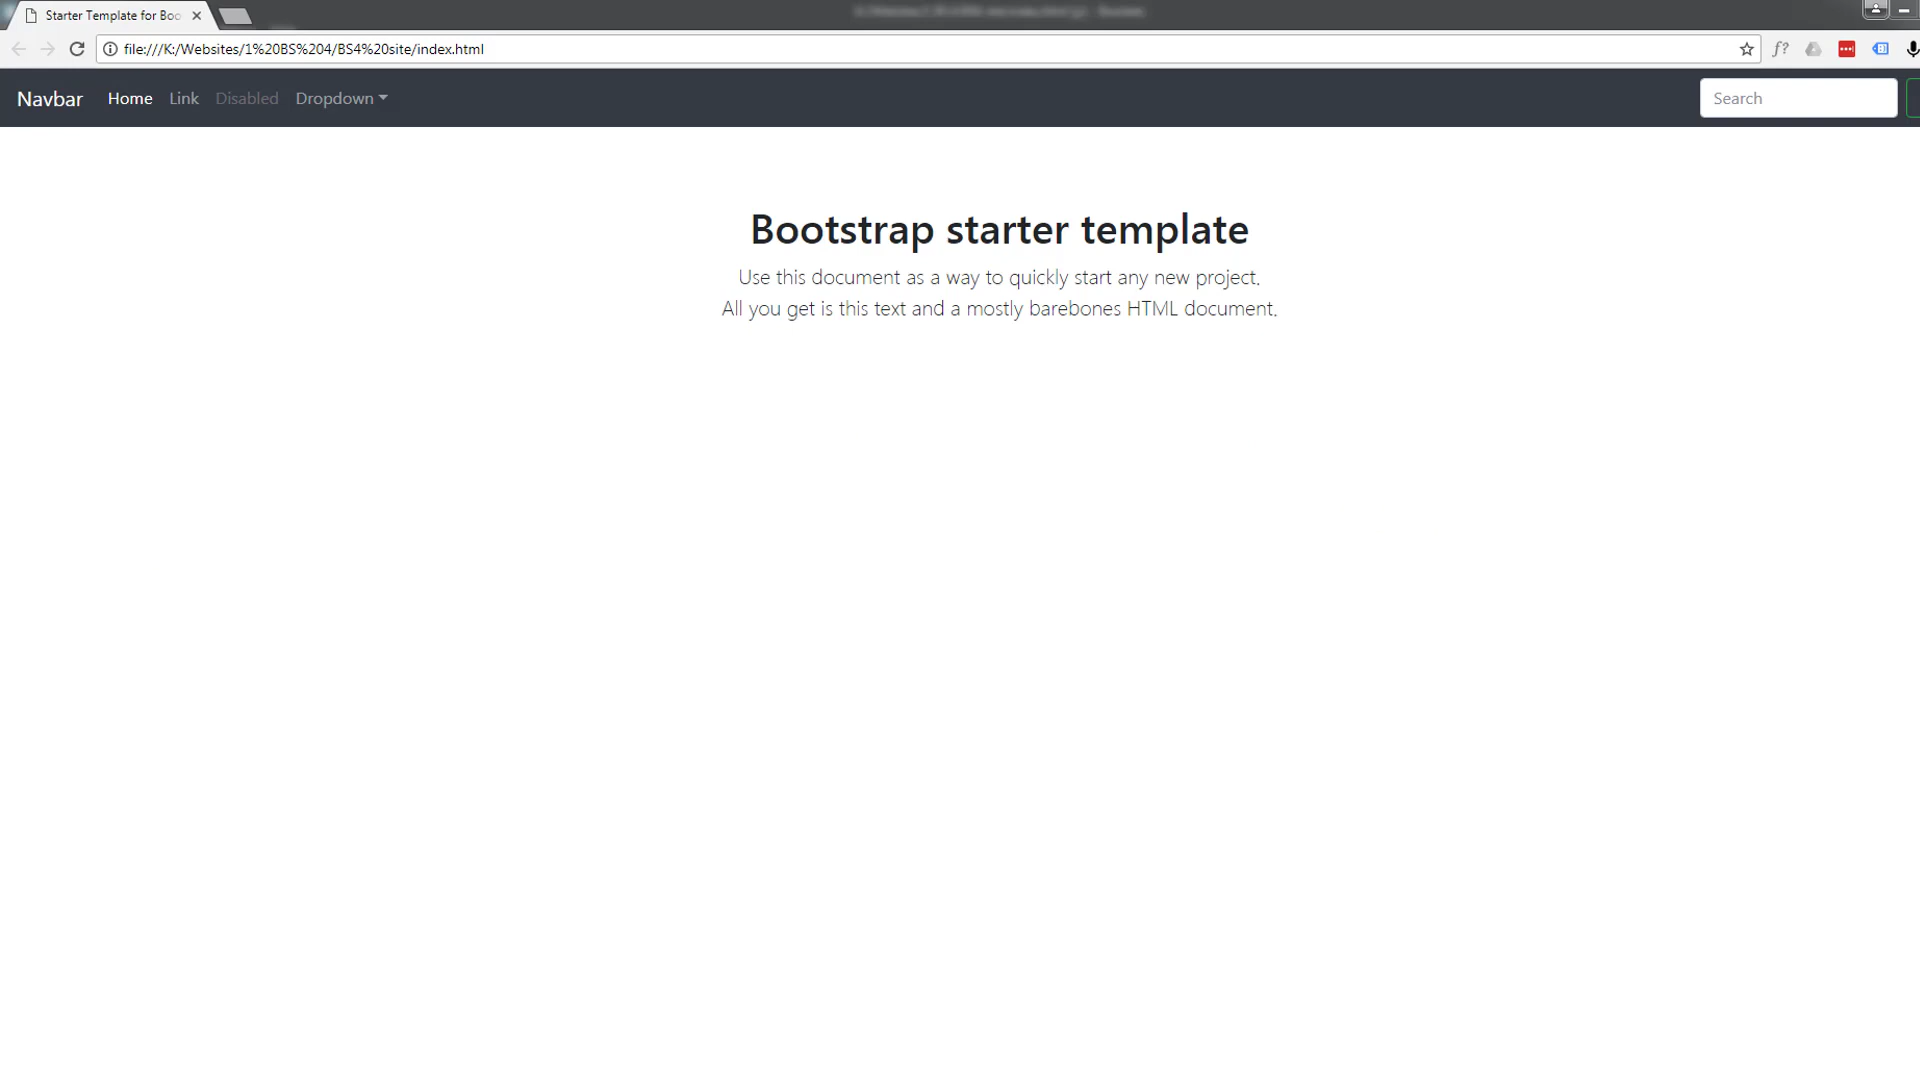 Starter Template for Boo
file:///K:/Websites/1%20BS%204/BS4%20site/index.html
f?
Navbar Home Link Disabled Dropdown Search
Bootstrap starter template
Use this document as a way to quickly start any new project.
All you get is this text and a mostly barebones HTML document.